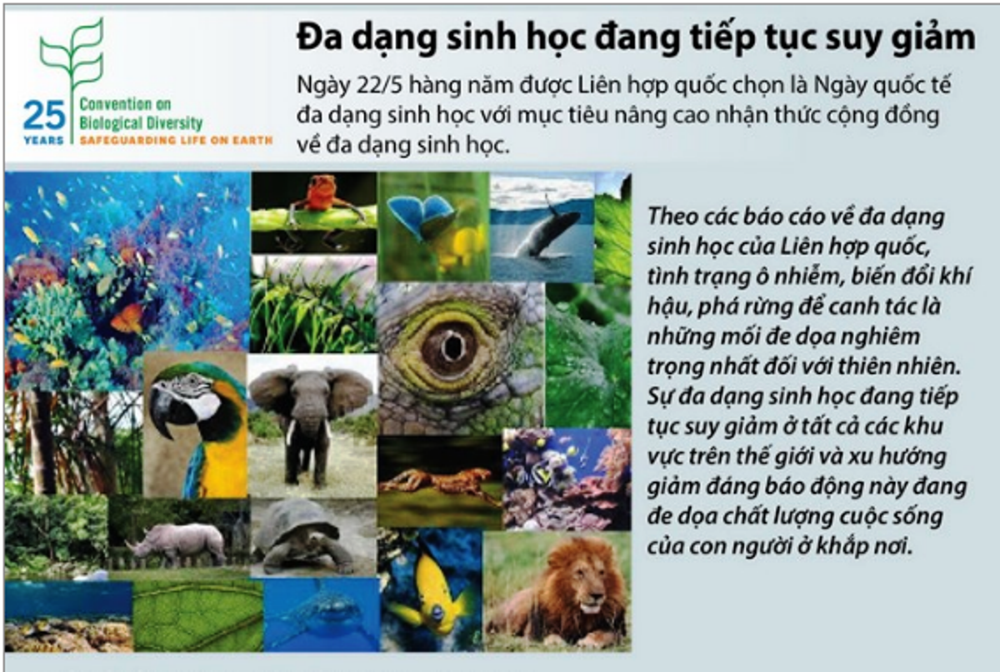 Đa dạng sinh học đang tiếp tục suy giảm
Ngày 22/5 hàng năm được Liên hợp quốc chọn là Ngày quốc tế
đa dạng sinh học với mục tiêu nâng cao nhận thức cộng đồng
về đa dạng sinh học.
25
YEARS
Convention on
Biological Diversity
SAFEGUARDING LIFE ON EARTH
Theo các báo cáo về đa dạng
sinh học của Liên hợp quốc,
tình trạng ô nhiễm, biến đổi khí
hậu, phá rừng để canh tác là
những mối đe dọa nghiêm
trọng nhất đối với thiên nhiên.
Sự đa dạng sinh học đang tiếp
tục suy giảm ở tất cả các khu
vực trên thế giới và xu hướng
giảm đáng báo động này đang
đe dọa chất lượng cuộc sống
của con người ở khắp nơi.